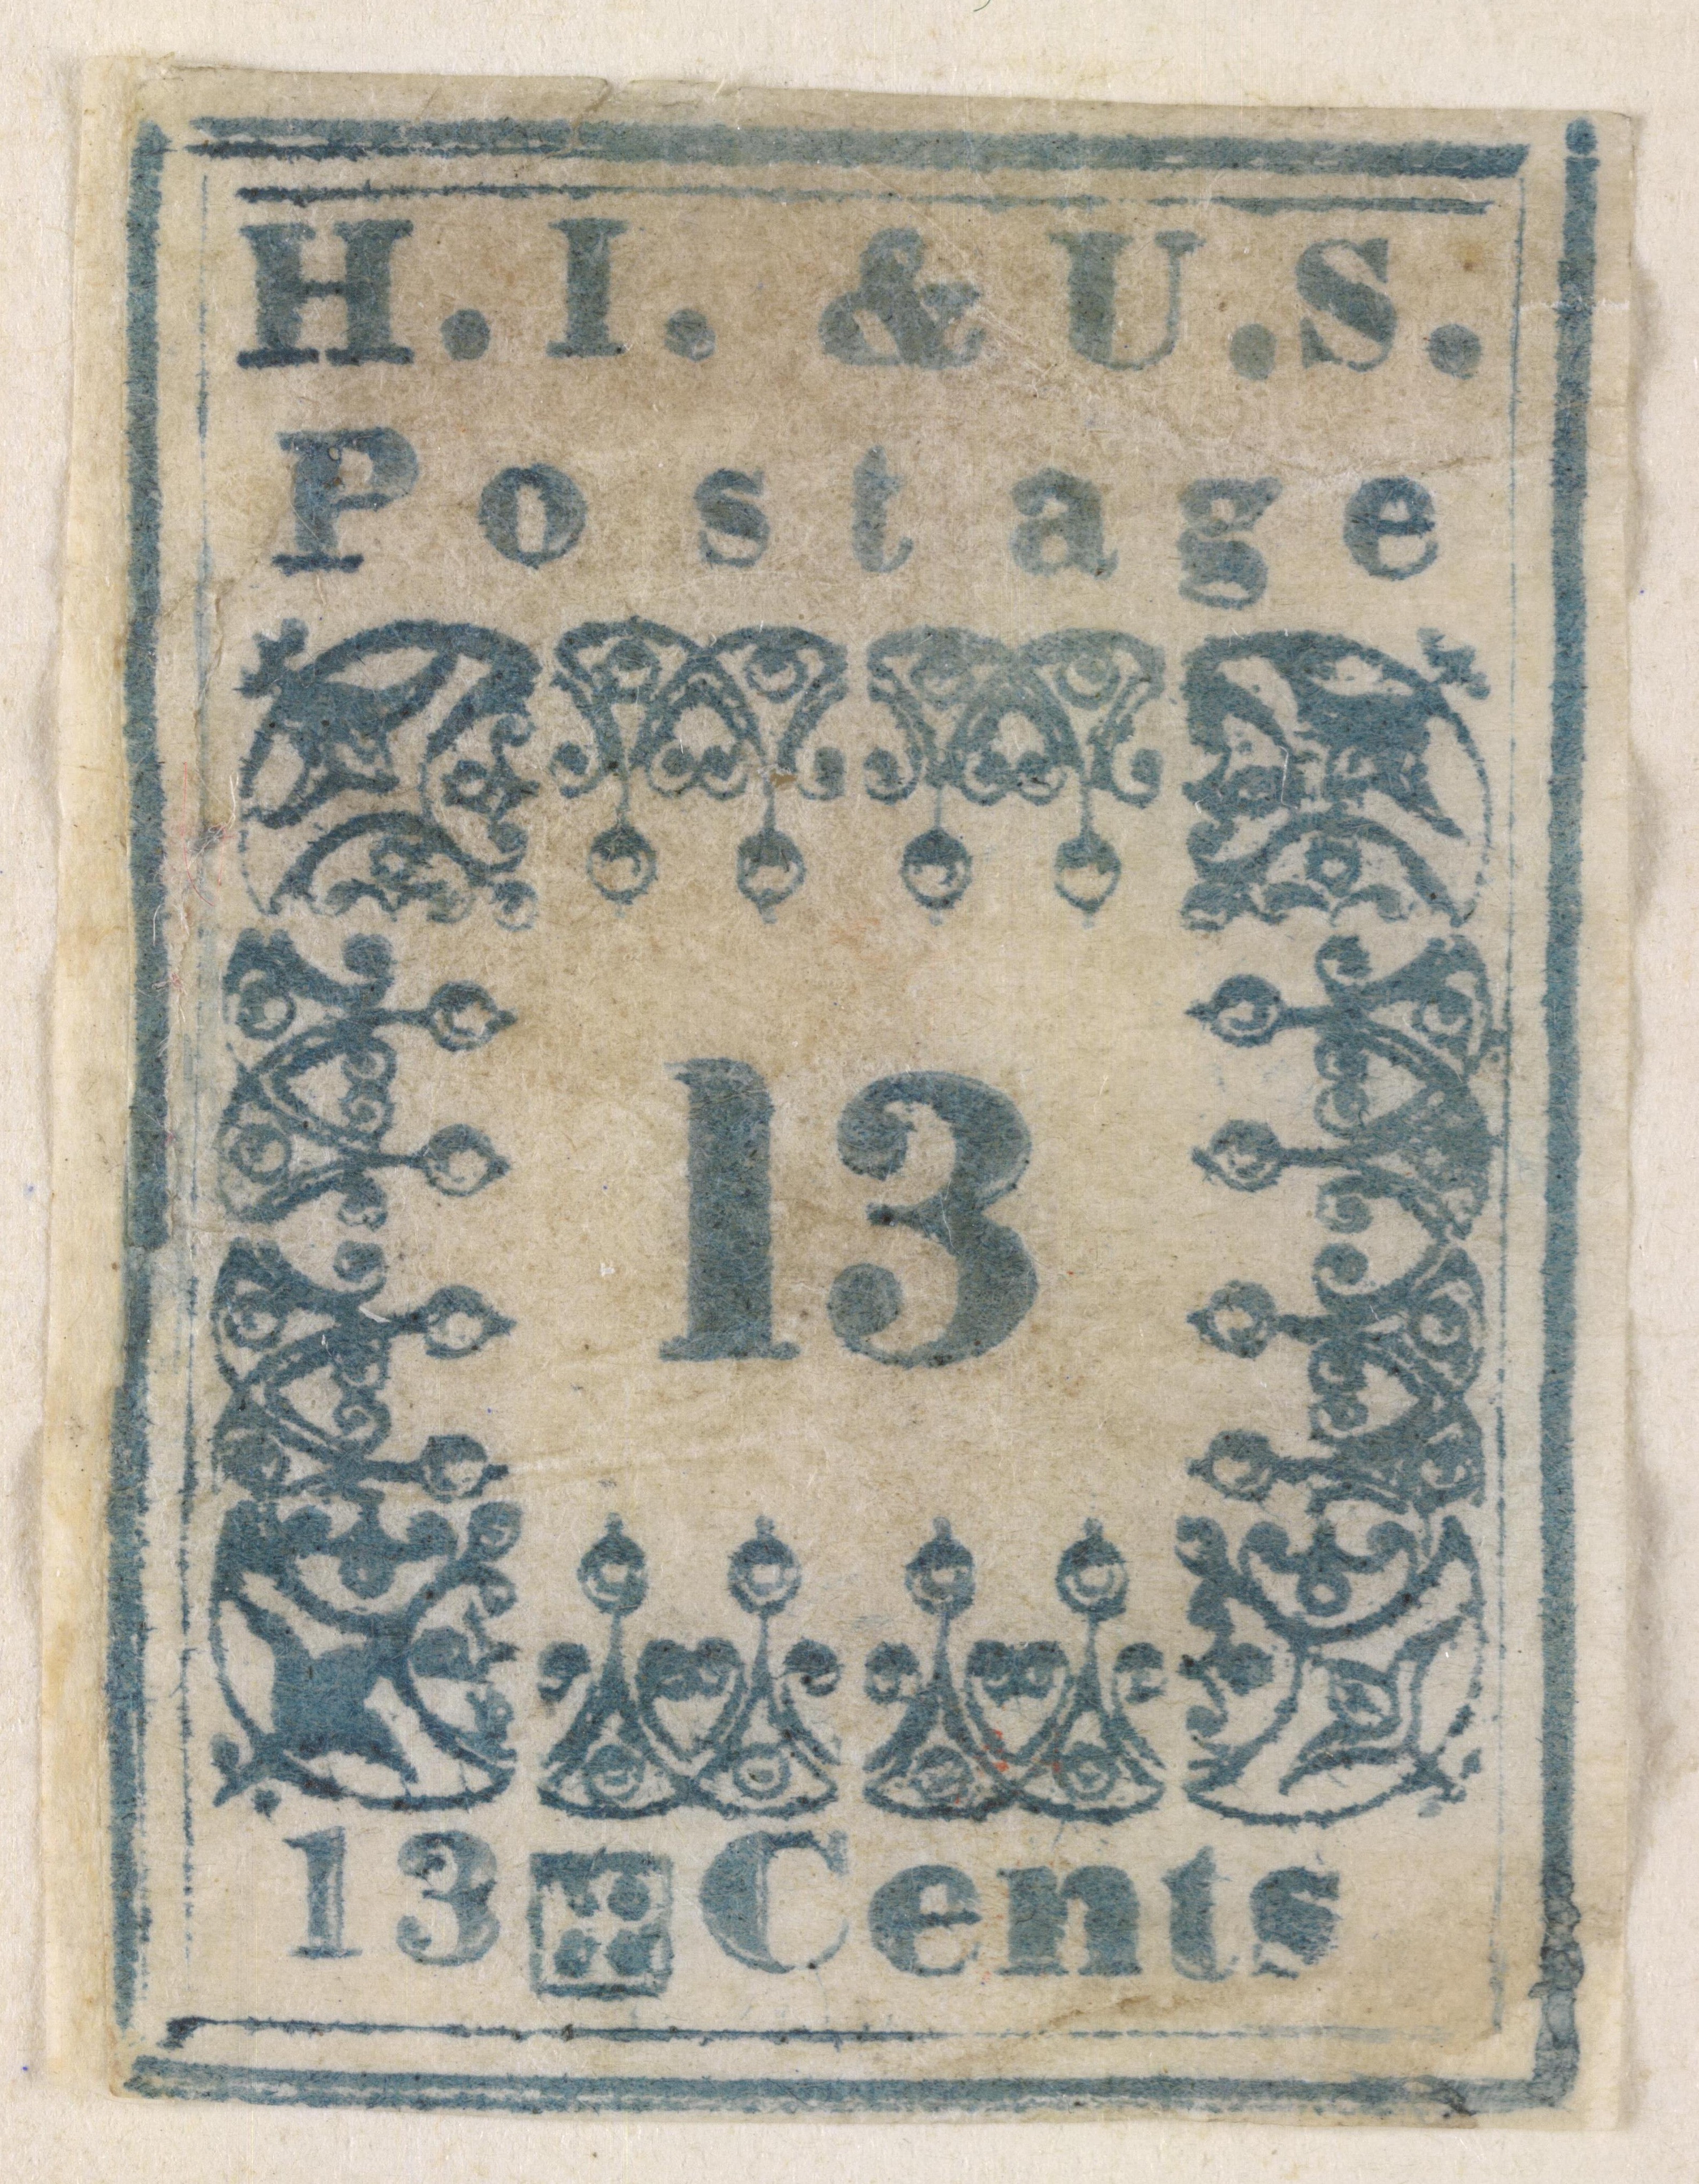 H.I. & U.S.
Postage
13
13 Cents